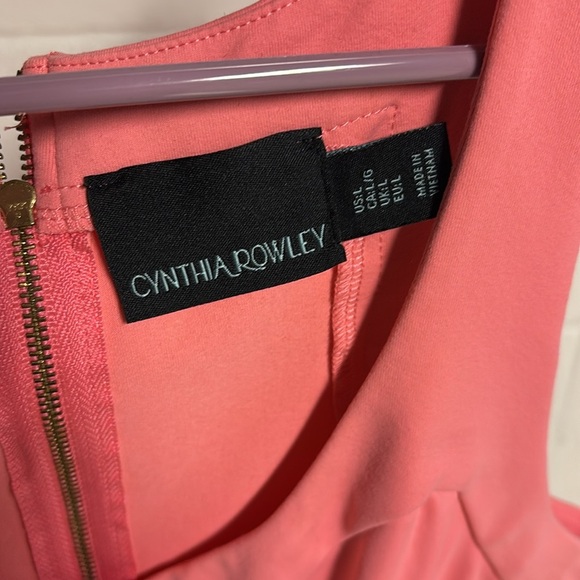 CYNTHIA ROWLEY
US:L
CA:L/G
UK:L
EU:L
MADE IN
VIETNAM